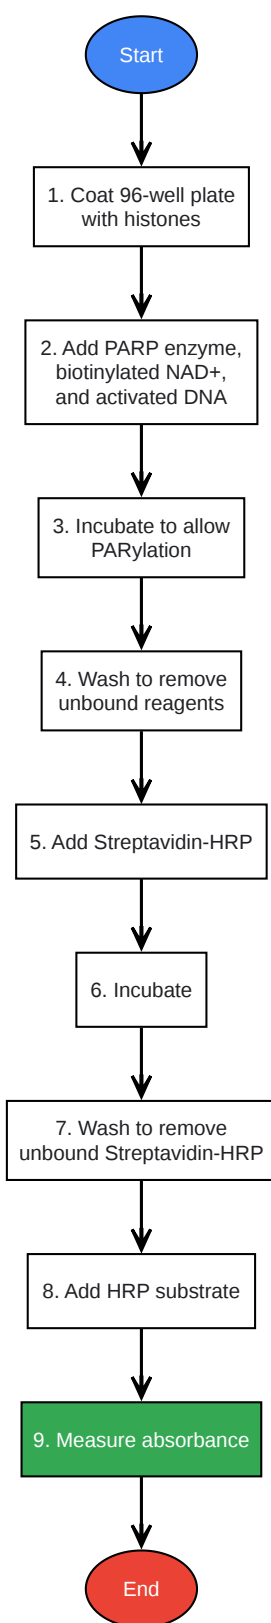 Start
1. Coat 96-well plate
with histones
2. Add PARP enzyme,
biotinylated NAD+,
and activated DNA
3. Incubate to allow
PARylation
4. Wash to remove
unbound reagents
5. Add Streptavidin-HRP
6. Incubate
7. Wash to remove
unbound Streptavidin-HRP
8. Add HRP substrate
9. Measure absorbance
End